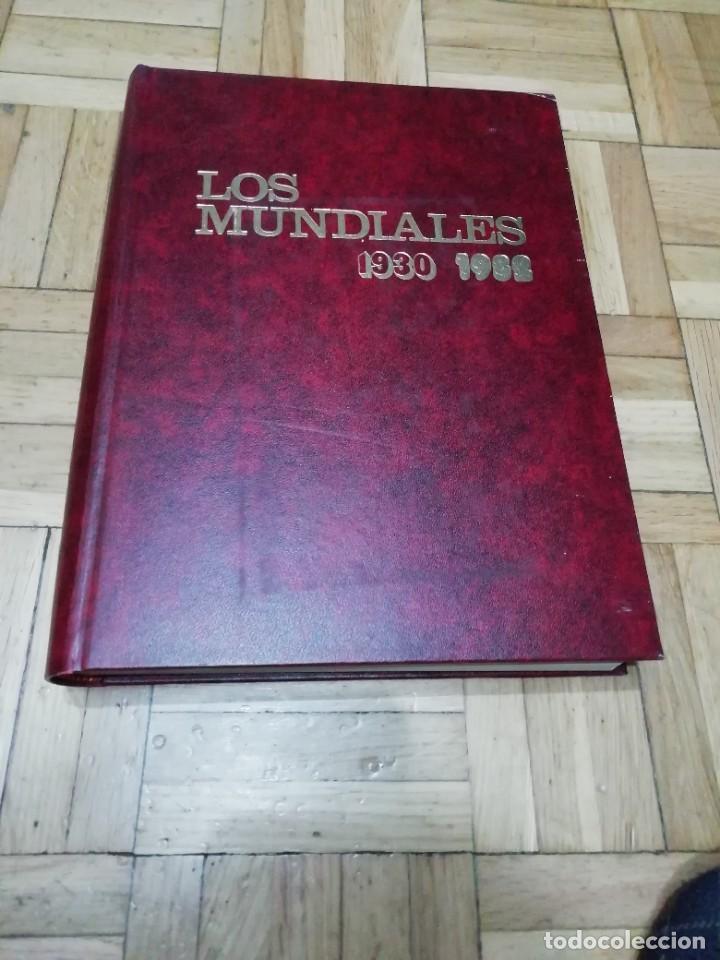 LOS
MUNDIALES
1930 1982
todocoleccion